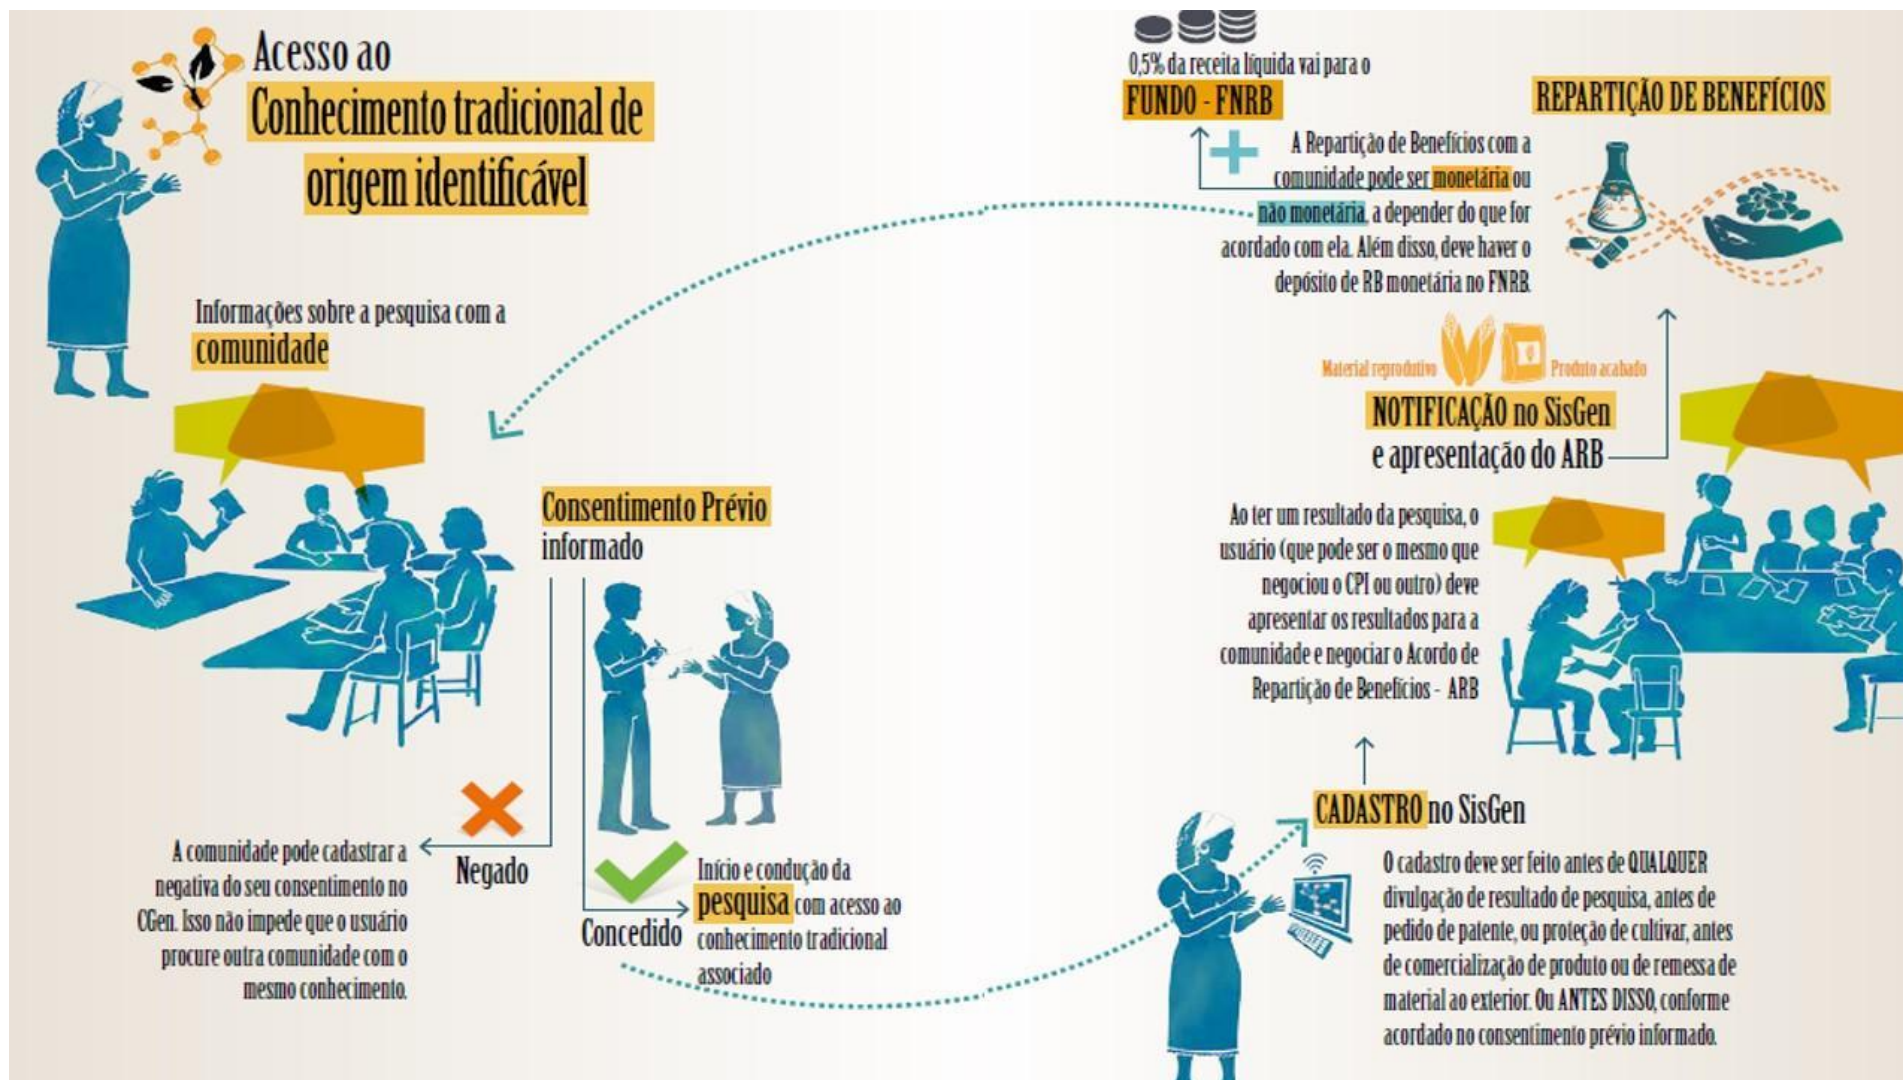 Acesso ao
Conhecimento tradicional de
origem identificável
Informações sobre a pesquisa com a
comunidade
Consentimento Prévio
informado
Negado
A comunidade pode cadastrar a
negativa do seu consentimento no
CGen. Isso não impede que o usuário
procure outra comunidade com o
mesmo conhecimento.
Concedido
Início e condução da
pesquisa com acesso ao
conhecimento tradicional
associado
CADASTRO no SisGen
O cadastro deve ser feito antes de QUALQUER
divulgação de resultado de pesquisa, antes de
pedido de patente, ou proteção de cultivar, antes
de comercialização de produto ou de remessa de
material ao exterior. Ou ANTES DISSO, conforme
acordado no consentimento prévio informado.
Ao ter um resultado da pesquisa, o
usuário (que pode ser o mesmo que
negociou o CPI ou outro) deve
apresentar os resultados para a
comunidade e negociar o Acordo de
Repartição de Benefícios - ARB
Material reprodutivo
Produto acabado
NOTIFICAÇÃO no SisGen
e apresentação do ARB
REPARTIÇÃO DE BENEFÍCIOS
A Repartição de Benefícios com a
comunidade pode ser monetária ou
não monetária, a depender do que for
acordado com ela. Além disso, deve haver o
depósito de RB monetária no FNRB.
0,5% da receita líquida vai para o
FUNDO - FNRB